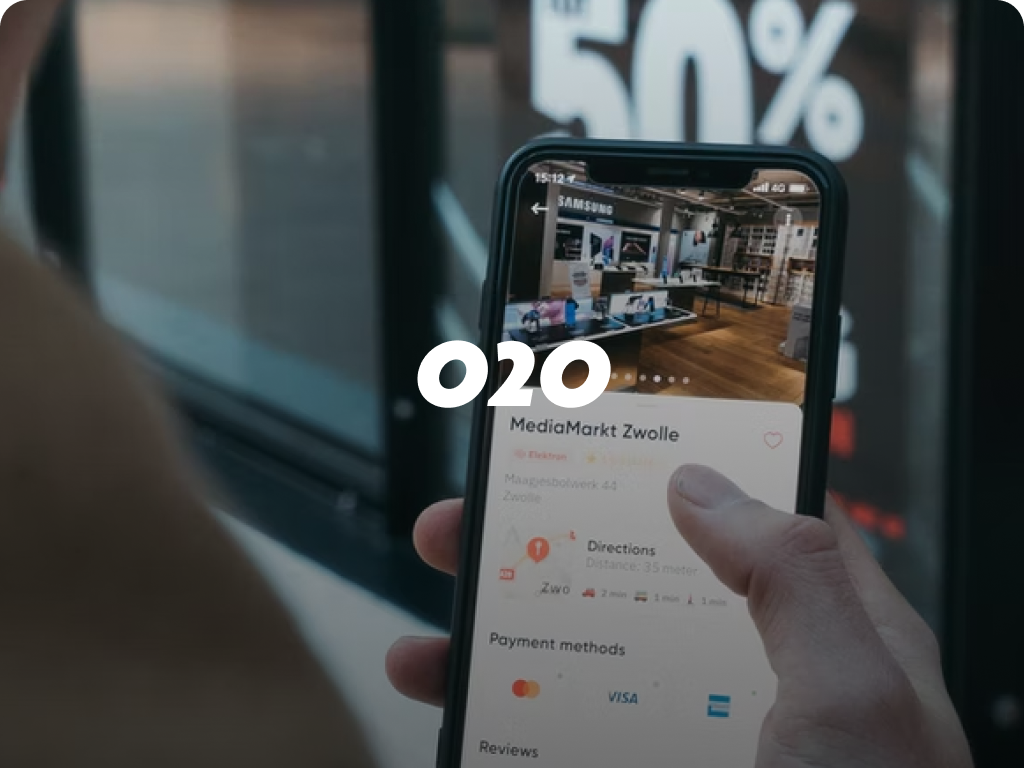 50%
15:12
4G
SAMSUNG
O2O
MediaMarkt Zwolle
Elektron
Maagjesbolwerk 44
Zwolle
Directions
Distance: 35 meter
Zwo
2 min
1 min
1 min
Payment methods
VISA
Reviews